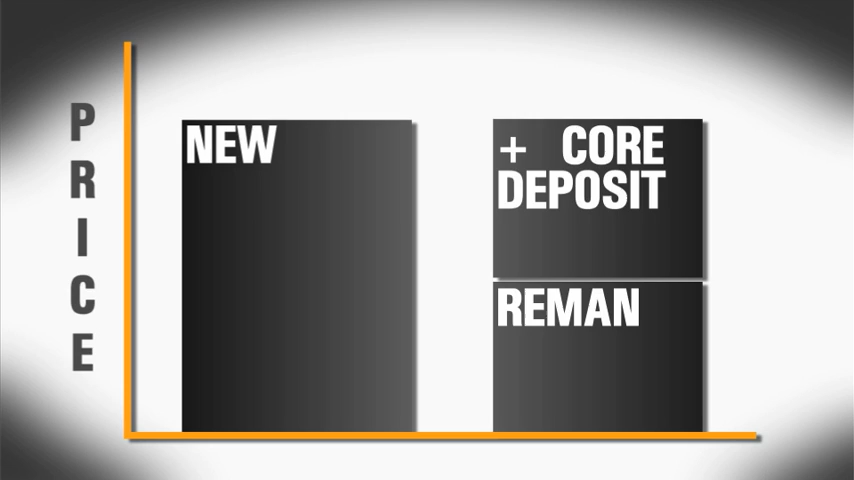 PRICE
NEW
+ CORE
DEPOSIT
REMAN